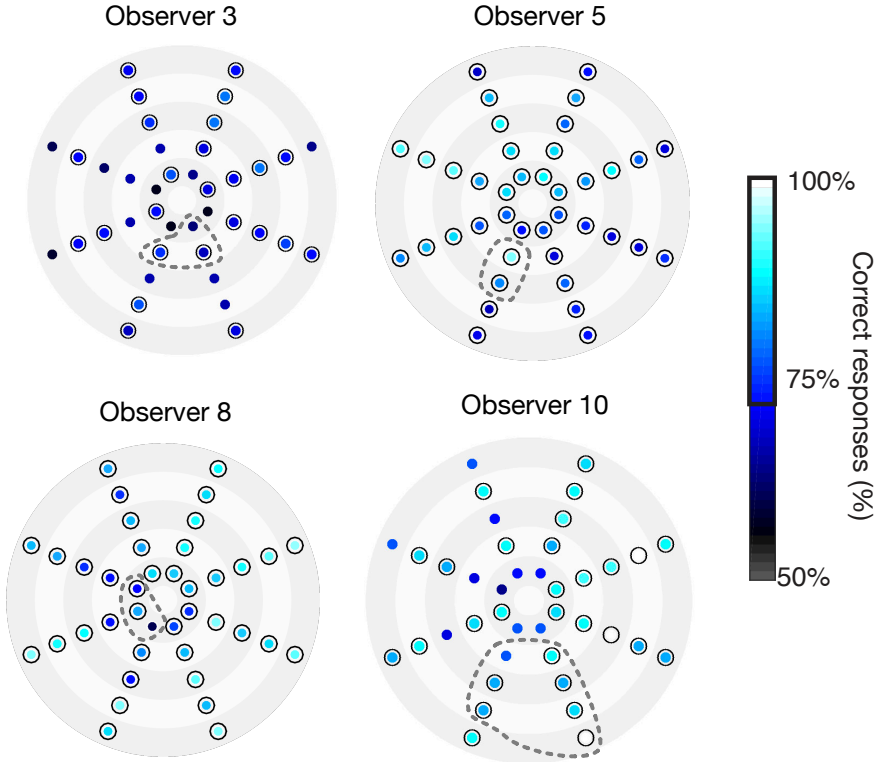 Observer 3
Observer 5
100%
75%
50%
Correct responses (%)
Observer 8
Observer 10